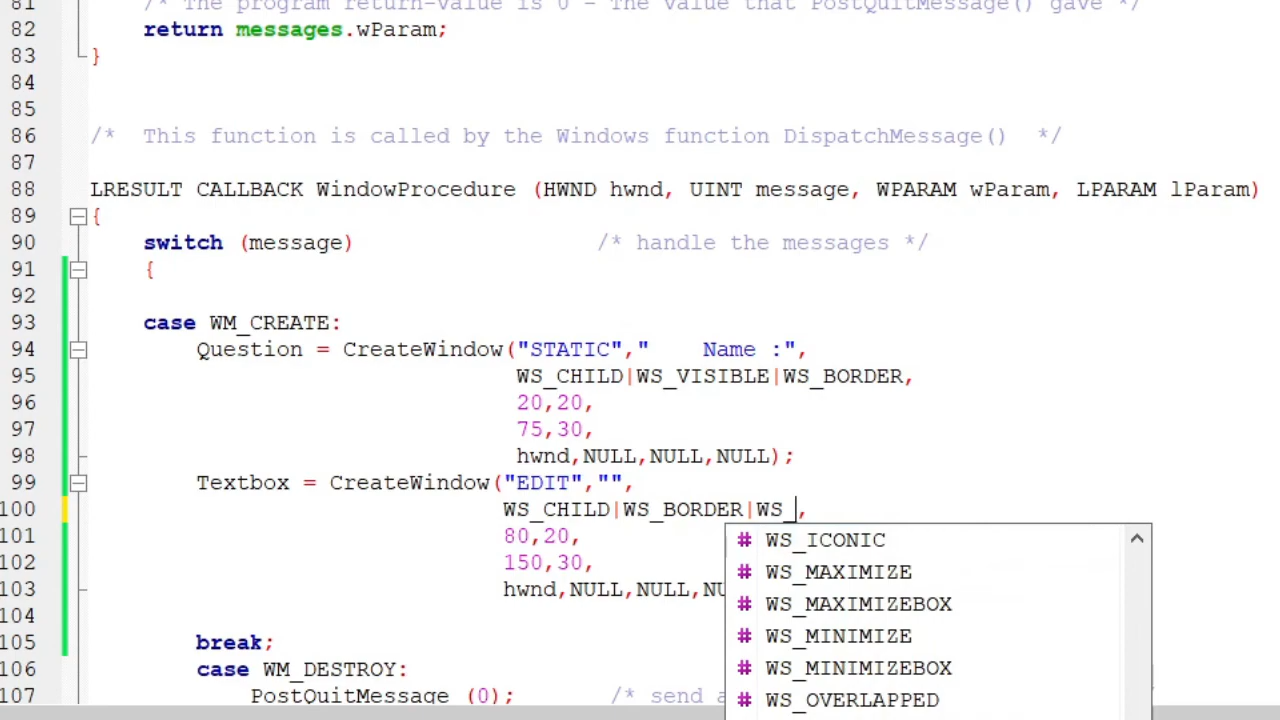 81 /* The program return-value is 0 - The value that PostQuitMessage() gave */
82 return messages.wParam;
83 }
84
85
86 /* This function is called by the Windows function DispatchMessage() */
87
88 LRESULT CALLBACK WindowProcedure (HWND hwnd, UINT message, WPARAM wParam, LPARAM lParam)
89 {
90 switch (message) /* handle the messages */
91 {
92
93 case WM_CREATE:
94 Question = CreateWindow("STATIC","    Name :",
95 WS_CHILD|WS_VISIBLE|WS_BORDER,
96 20,20,
97 75,30,
98 hwnd,NULL,NULL,NULL);
99 Textbox = CreateWindow("EDIT","",
100 WS_CHILD|WS_BORDER|WS_,
101 80,20,
102 150,30,
103 hwnd,NULL,NULL,NU
104
105 break;
106 case WM_DESTROY:
107 PostQuitMessage (0); /* send a
# WS_ICONIC
# WS_MAXIMIZE
# WS_MAXIMIZEBOX
# WS_MINIMIZE
# WS_MINIMIZEBOX
# WS_OVERLAPPED